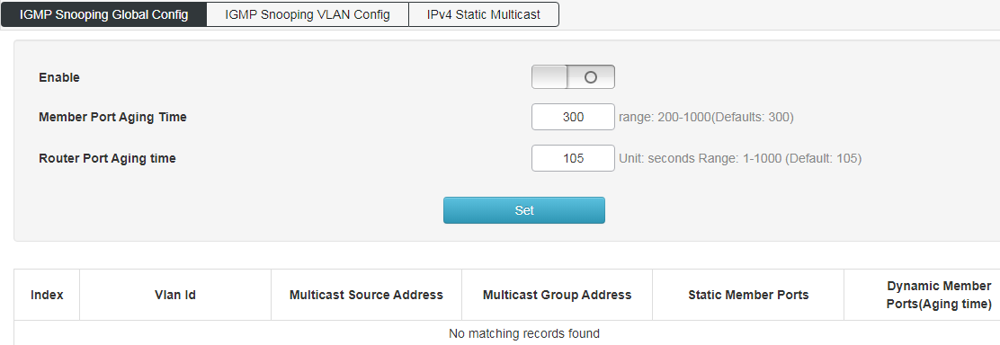 IGMP Snooping Global Config IGMP Snooping VLAN Config IPv4 Static Multicast
Enable
Member Port Aging Time 300 range: 200-1000(Defaults: 300)
Router Port Aging time 105 Unit: seconds Range: 1-1000 (Default: 105)
Set
Index Vlan Id Multicast Source Address Multicast Group Address Static Member Ports Dynamic Member
Ports(Aging time)
No matching records found